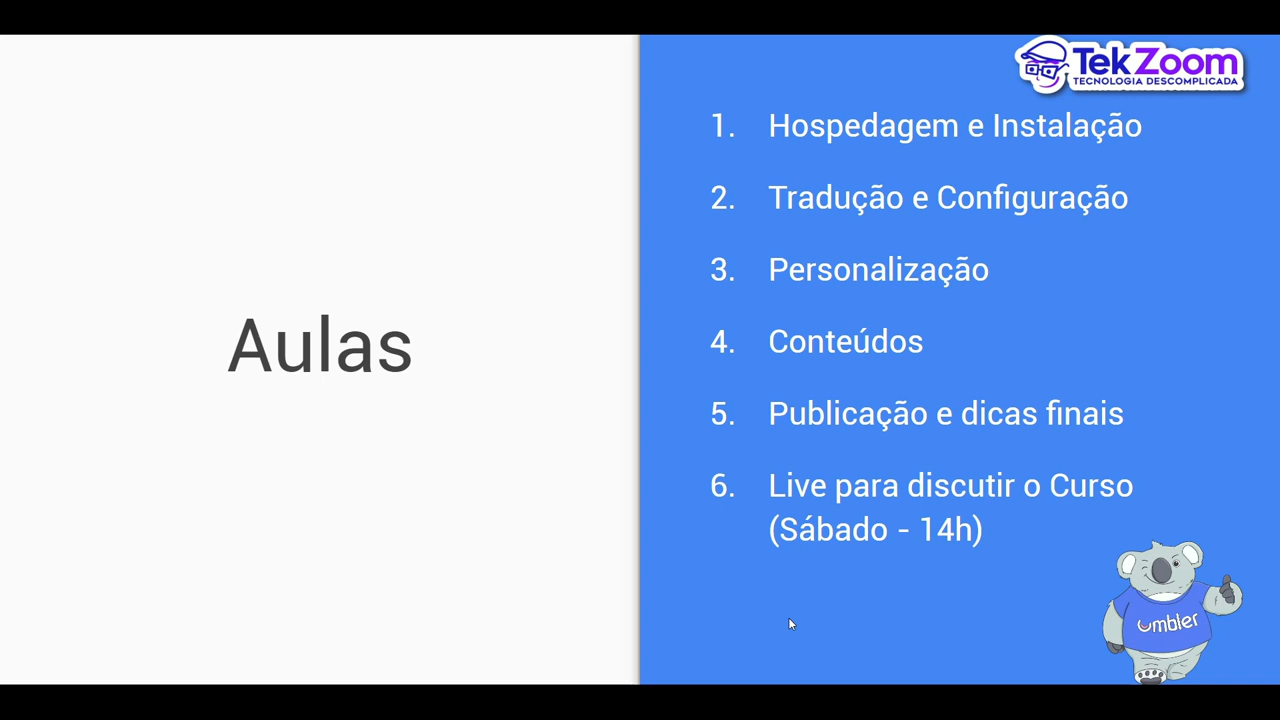 TekZoom
TECNOLOGIA DESCOMPLICADA
Aulas
1. Hospedagem e Instalação
2. Tradução e Configuração
3. Personalização
4. Conteúdos
5. Publicação e dicas finais
6. Live para discutir o Curso
(Sábado - 14h)
umbler